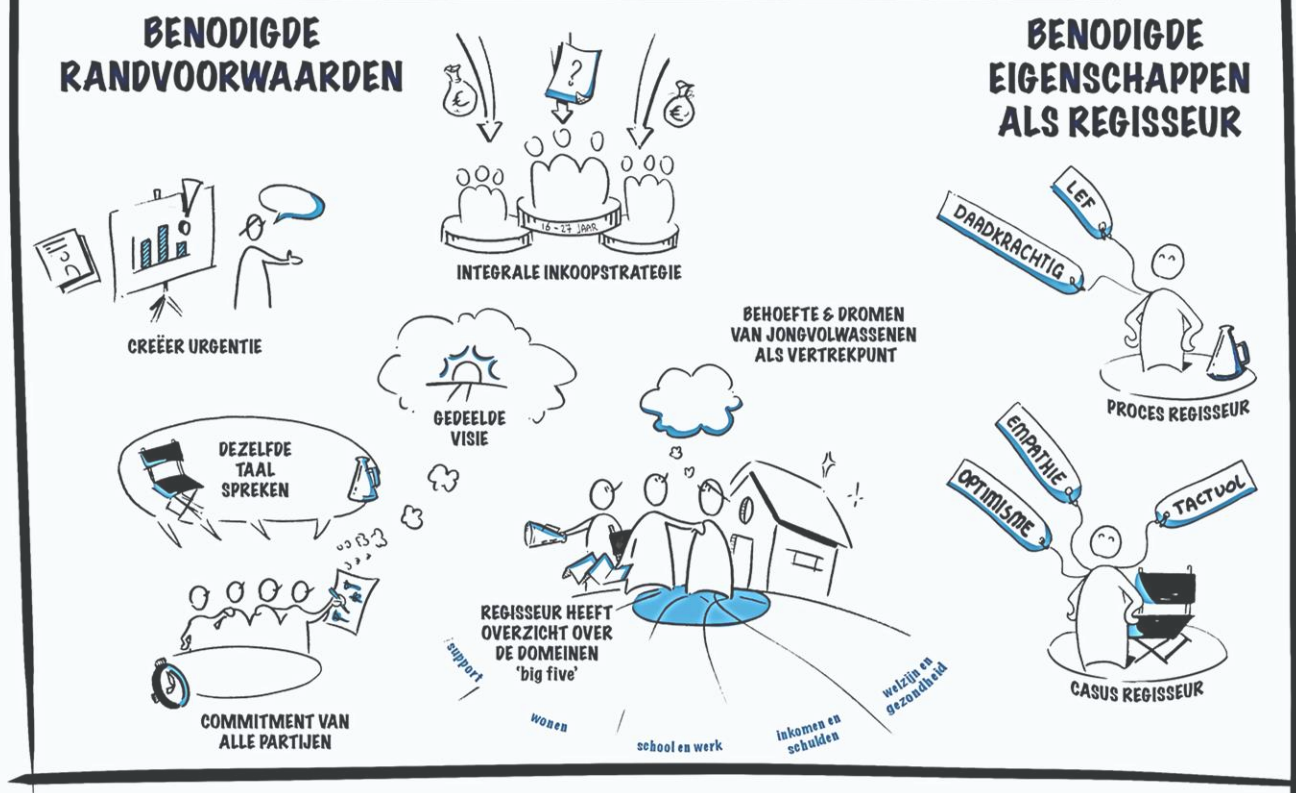 BENODIGDE
RANDVOORWAARDEN
?
€
€
16 - 27 JAAR
INTEGRALE INKOOPSTRATEGIE
CREËER URGENTIE
GEDEELDE
VISIE
BEHOEFTE & DROMEN
VAN JONGVOLWASSENEN
ALS VERTREKPUNT
DEZELFDE
TAAL
SPREKEN
COMMITMENT VAN
ALLE PARTIJEN
REGISSEUR HEEFT
OVERZICHT OVER
DE DOMEINEN
'big five'
support
wonen
school en werk
inkomen en
schulden
welzijn en
gezondheid
BENODIGDE
EIGENSCHAPPEN
ALS REGISSEUR
LEF
DAADKRACHTIG
PROCES REGISSEUR
EMPATHIE
OPTIMISME
TACTVOL
CASUS REGISSEUR